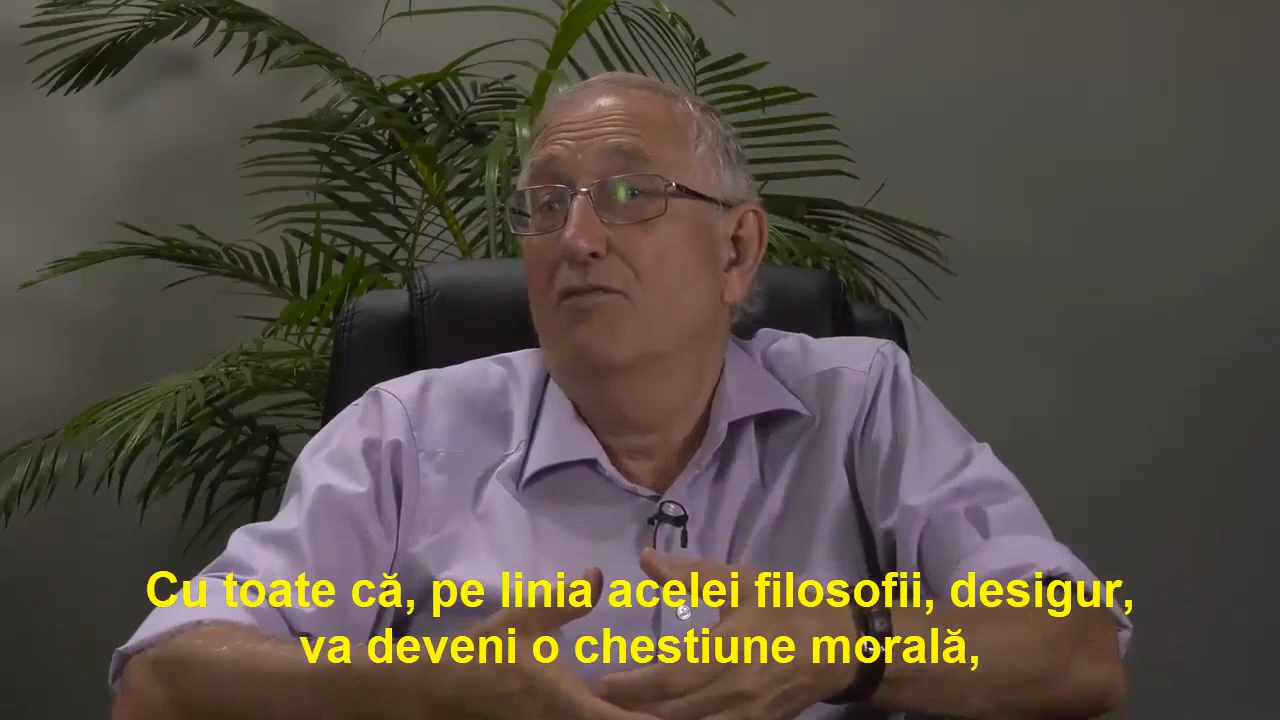 Cu toate că, pe linia acelei filosofii, desigur,
va deveni o chestiune morală,